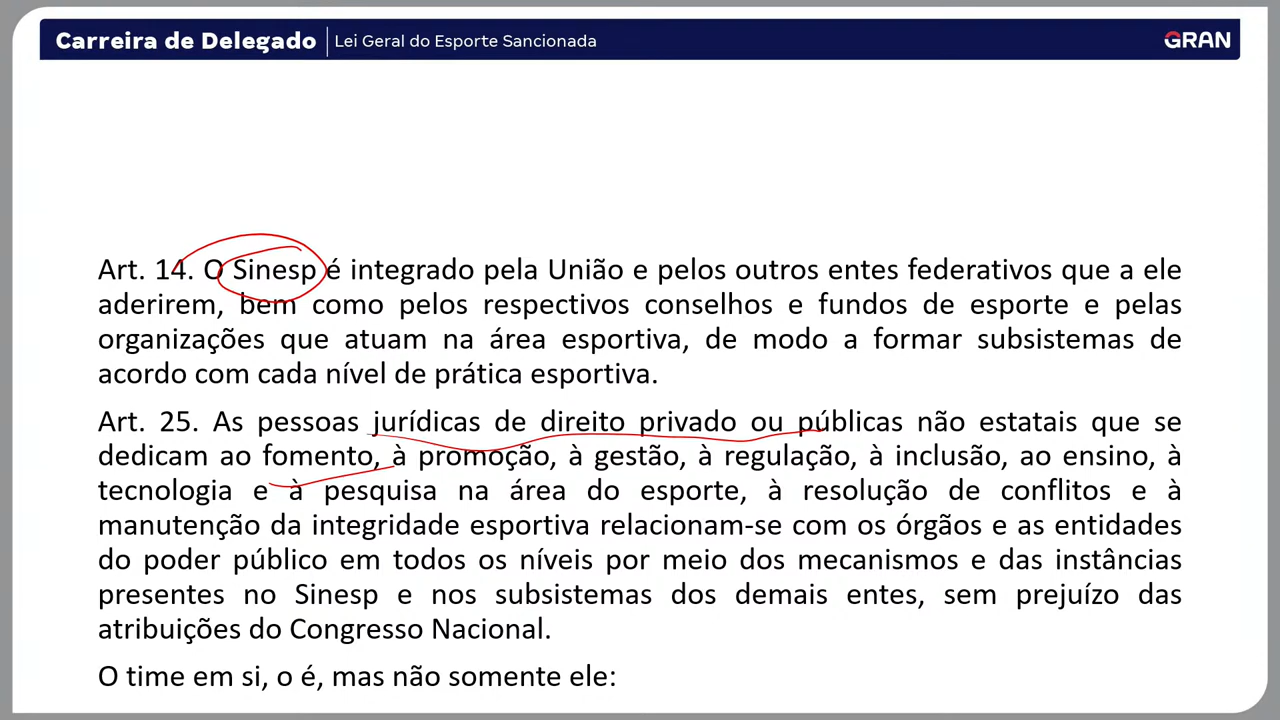 Carreira de Delegado | Lei Geral do Esporte Sancionada GRAN
Art. 14. O Sinesp é integrado pela União e pelos outros entes federativos que a ele
aderirem, bem como pelos respectivos conselhos e fundos de esporte e pelas
organizações que atuam na área esportiva, de modo a formar subsistemas de
acordo com cada nível de prática esportiva.
Art. 25. As pessoas jurídicas de direito privado ou públicas não estatais que se
dedicam ao fomento, à promoção, à gestão, à regulação, à inclusão, ao ensino, à
tecnologia e à pesquisa na área do esporte, à resolução de conflitos e à
manutenção da integridade esportiva relacionam-se com os órgãos e as entidades
do poder público em todos os níveis por meio dos mecanismos e das instâncias
presentes no Sinesp e nos subsistemas dos demais entes, sem prejuízo das
atribuições do Congresso Nacional.
O time em si, o é, mas não somente ele: